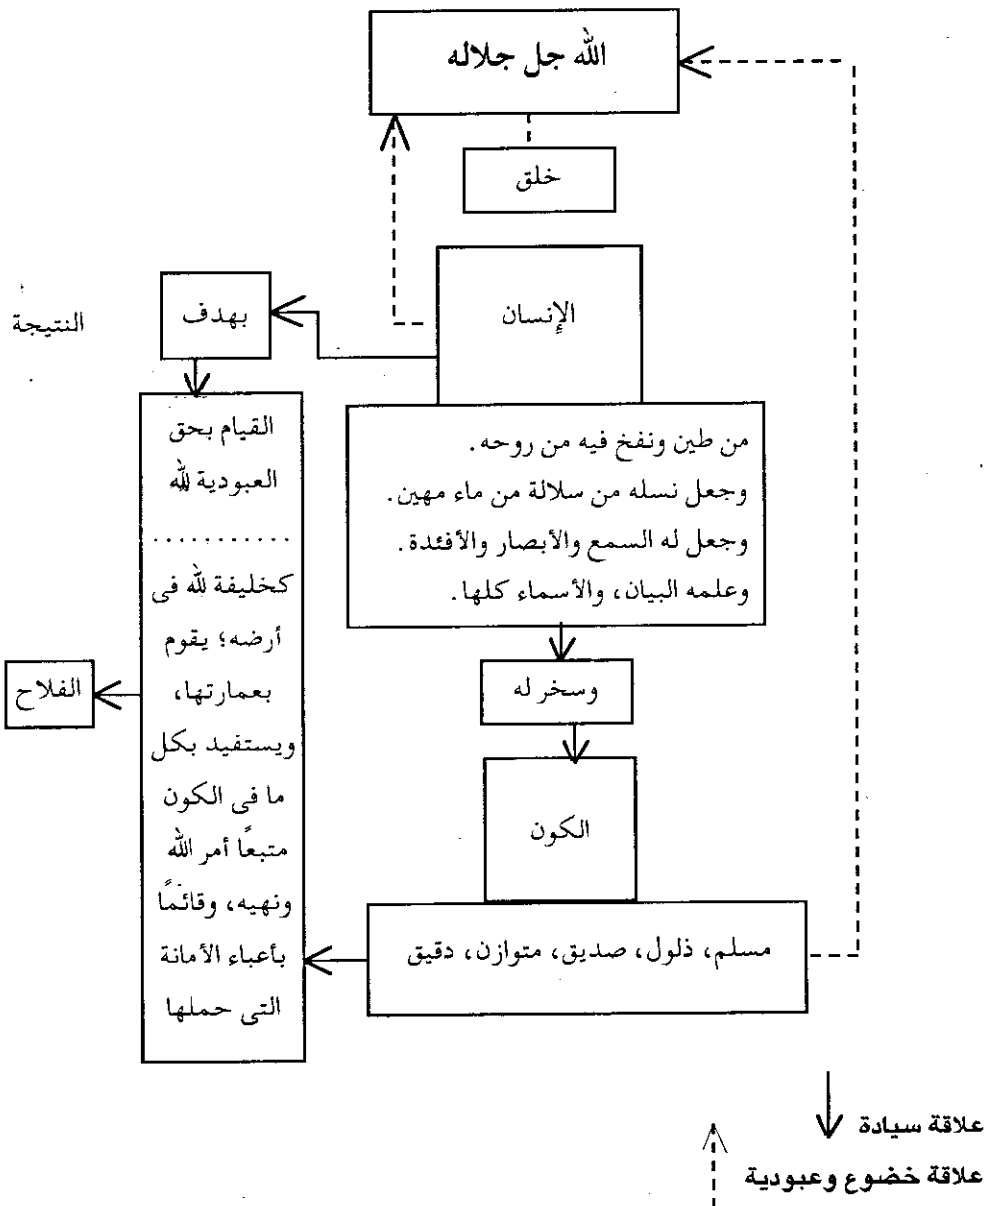 الله جل جلاله
خلق
الإنسان
بهدف
النتيجة
من طين ونفخ فيه من روحه.
وجعل نسله من سلالة من ماء مهين.
وجعل له السمع والأبصار والأفئدة.
وعلمه البيان، والأسماء كلها.
القيام بحق
العبودية لله
...........
كخليفة لله فى
أرضه؛ يقوم
بعمارتها،
ويستفيد بكل
ما فى الكون
متبعًا أمر الله
ونهيه، وقائمًا
بأعباء الأمانة
التى حملها
الفلاح
وسخر له
الكون
مسلم، ذلول، صديق، متوازن، دقيق
علاقة سيادة
علاقة خضوع وعبودية